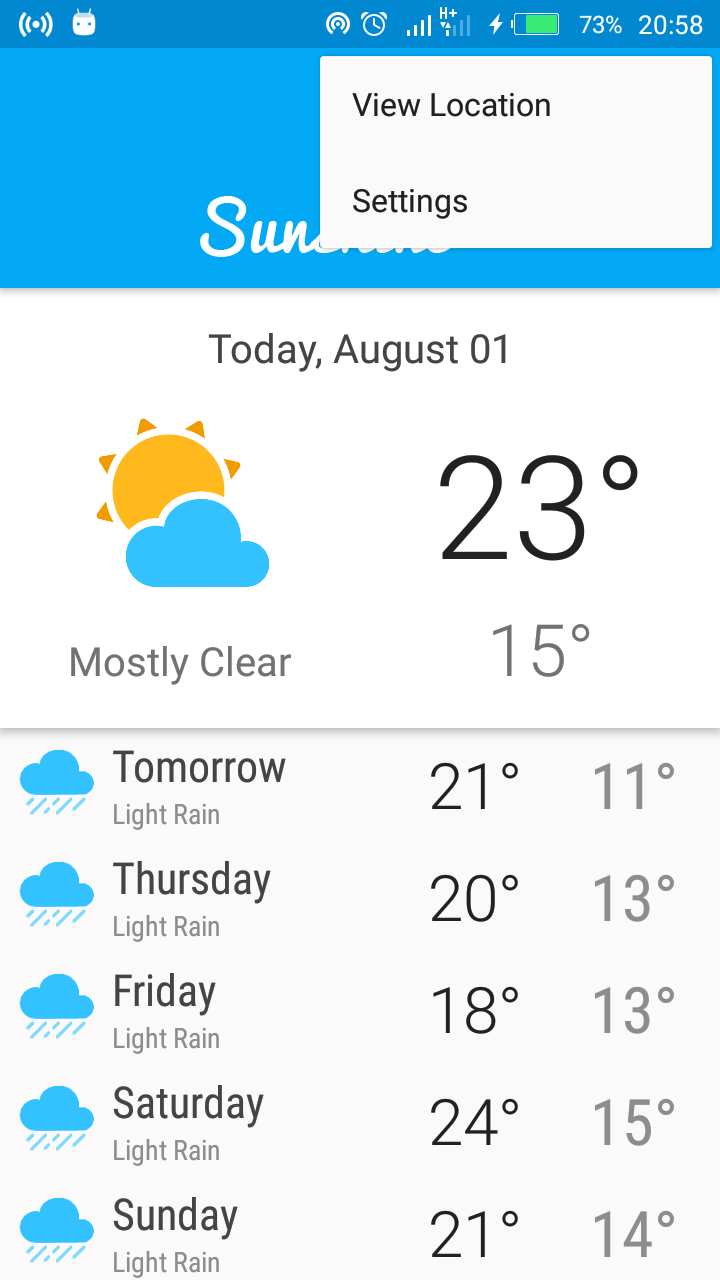 H+ 73% 20:58
View Location
Settings
Today, August 01
23°
Mostly Clear 15°
Tomorrow 21° 11°
Light Rain
Thursday 20° 13°
Light Rain
Friday 18° 13°
Light Rain
Saturday 24° 15°
Light Rain
Sunday 21° 14°
Light Rain